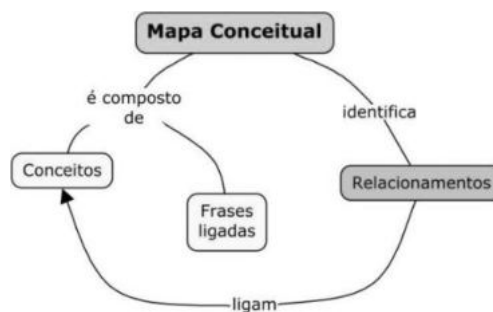 Mapa Conceitual
é composto
de
identifica
Conceitos
Frases
ligadas
Relacionamentos
ligam